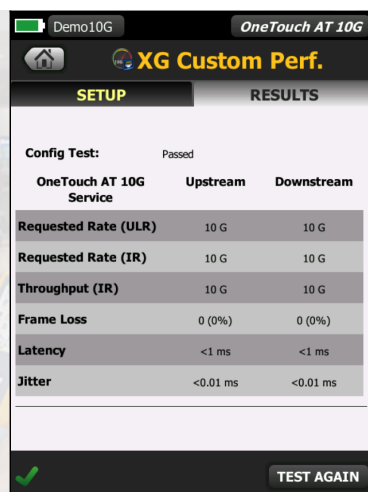 Demo10G OneTouch AT 10G
XG Custom Perf.
SETUP RESULTS
Config Test: Passed
OneTouch AT 10G Upstream Downstream
Service
Requested Rate (ULR) 10 G 10 G
Requested Rate (IR) 10 G 10 G
Throughput (IR) 10 G 10 G
Frame Loss 0 (0%) 0 (0%)
Latency <1 ms <1 ms
Jitter <0.01 ms <0.01 ms
TEST AGAIN